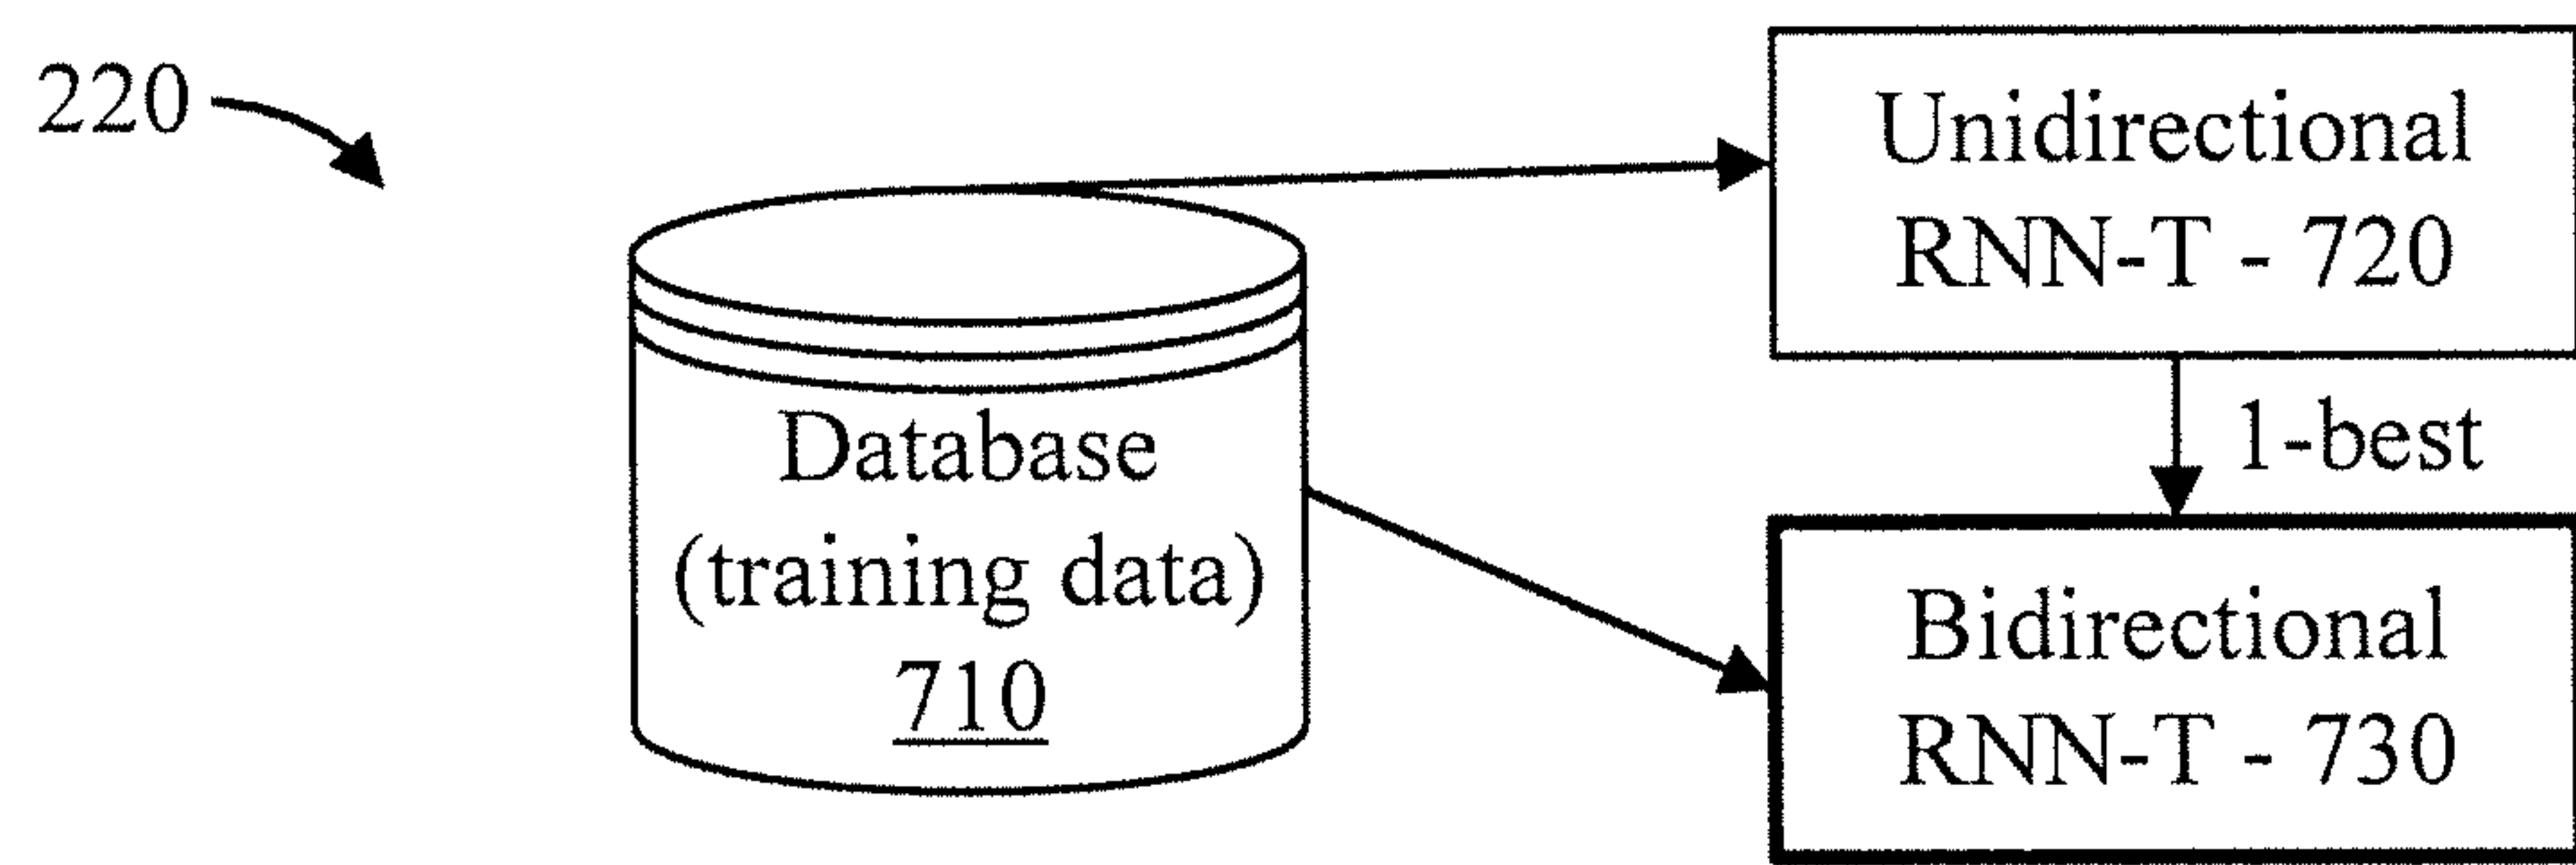 220
Unidirectional
RNN-T - 720
1-best
Database
(training data)
710
Bidirectional
RNN-T - 730